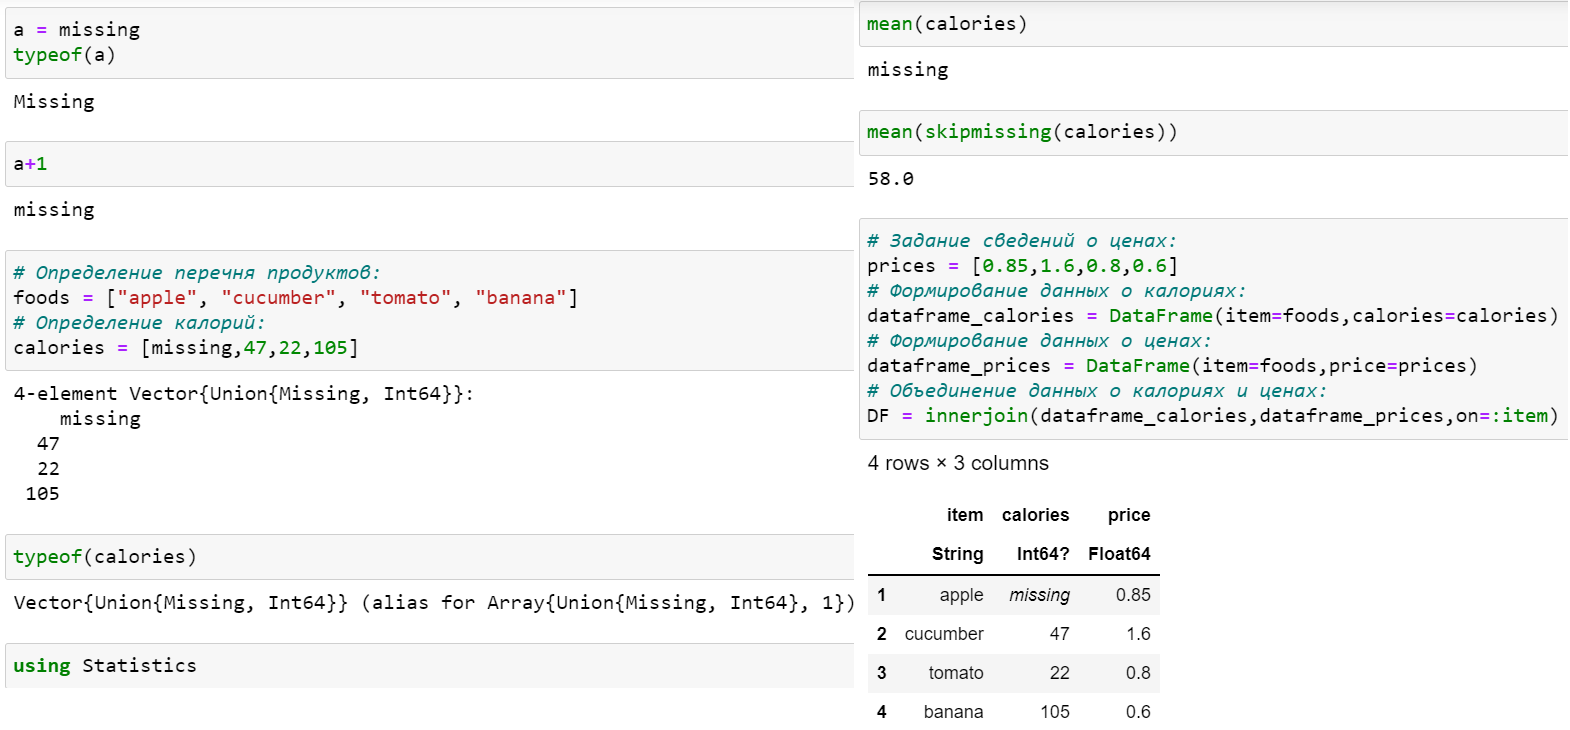 a = missing
typeof(a)
Missing
a+1
missing
# Определение перечня продуктов:
foods = ["apple", "cucumber", "tomato", "banana"]
# Определение калорий:
calories = [missing,47,22,105]
4-element Vector{Union{Missing, Int64}}:
missing
47
22
105
typeof(calories)
Vector{Union{Missing, Int64}} (alias for Array{Union{Missing, Int64}, 1})
using Statistics
mean(calories)
missing
mean(skipmissing(calories))
58.0
# Задание сведений о ценах:
prices = [0.85,1.6,0.8,0.6]
# Формирование данных о калориях:
dataframe_calories = DataFrame(item=foods,calories=calories)
# Формирование данных о ценах:
dataframe_prices = DataFrame(item=foods,price=prices)
# Объединение данных о калориях и ценах:
DF = innerjoin(dataframe_calories,dataframe_prices,on=:item)
4 rows × 3 columns
item calories price
String Int64? Float64
1 apple missing 0.85
2 cucumber 47 1.6
3 tomato 22 0.8
4 banana 105 0.6